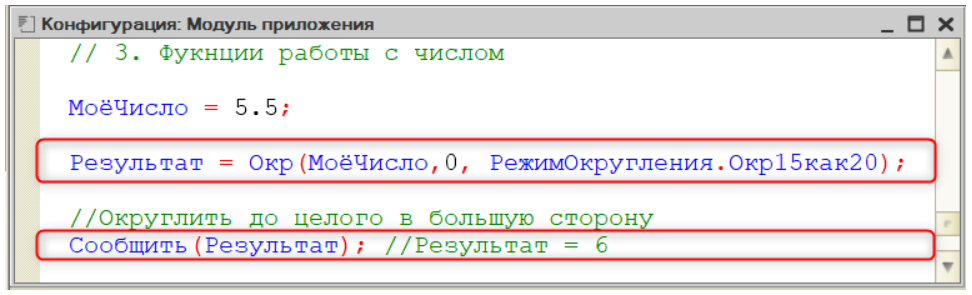 Конфигурация: Модуль приложения
// 3. Фукнции работы с числом
МоёЧисло = 5.5;
Результат = Окр(МоёЧисло,0, РежимОкругления.Окр15как20);
//Округлить до целого в большую сторону
Сообщить(Результат); //Результат = 6